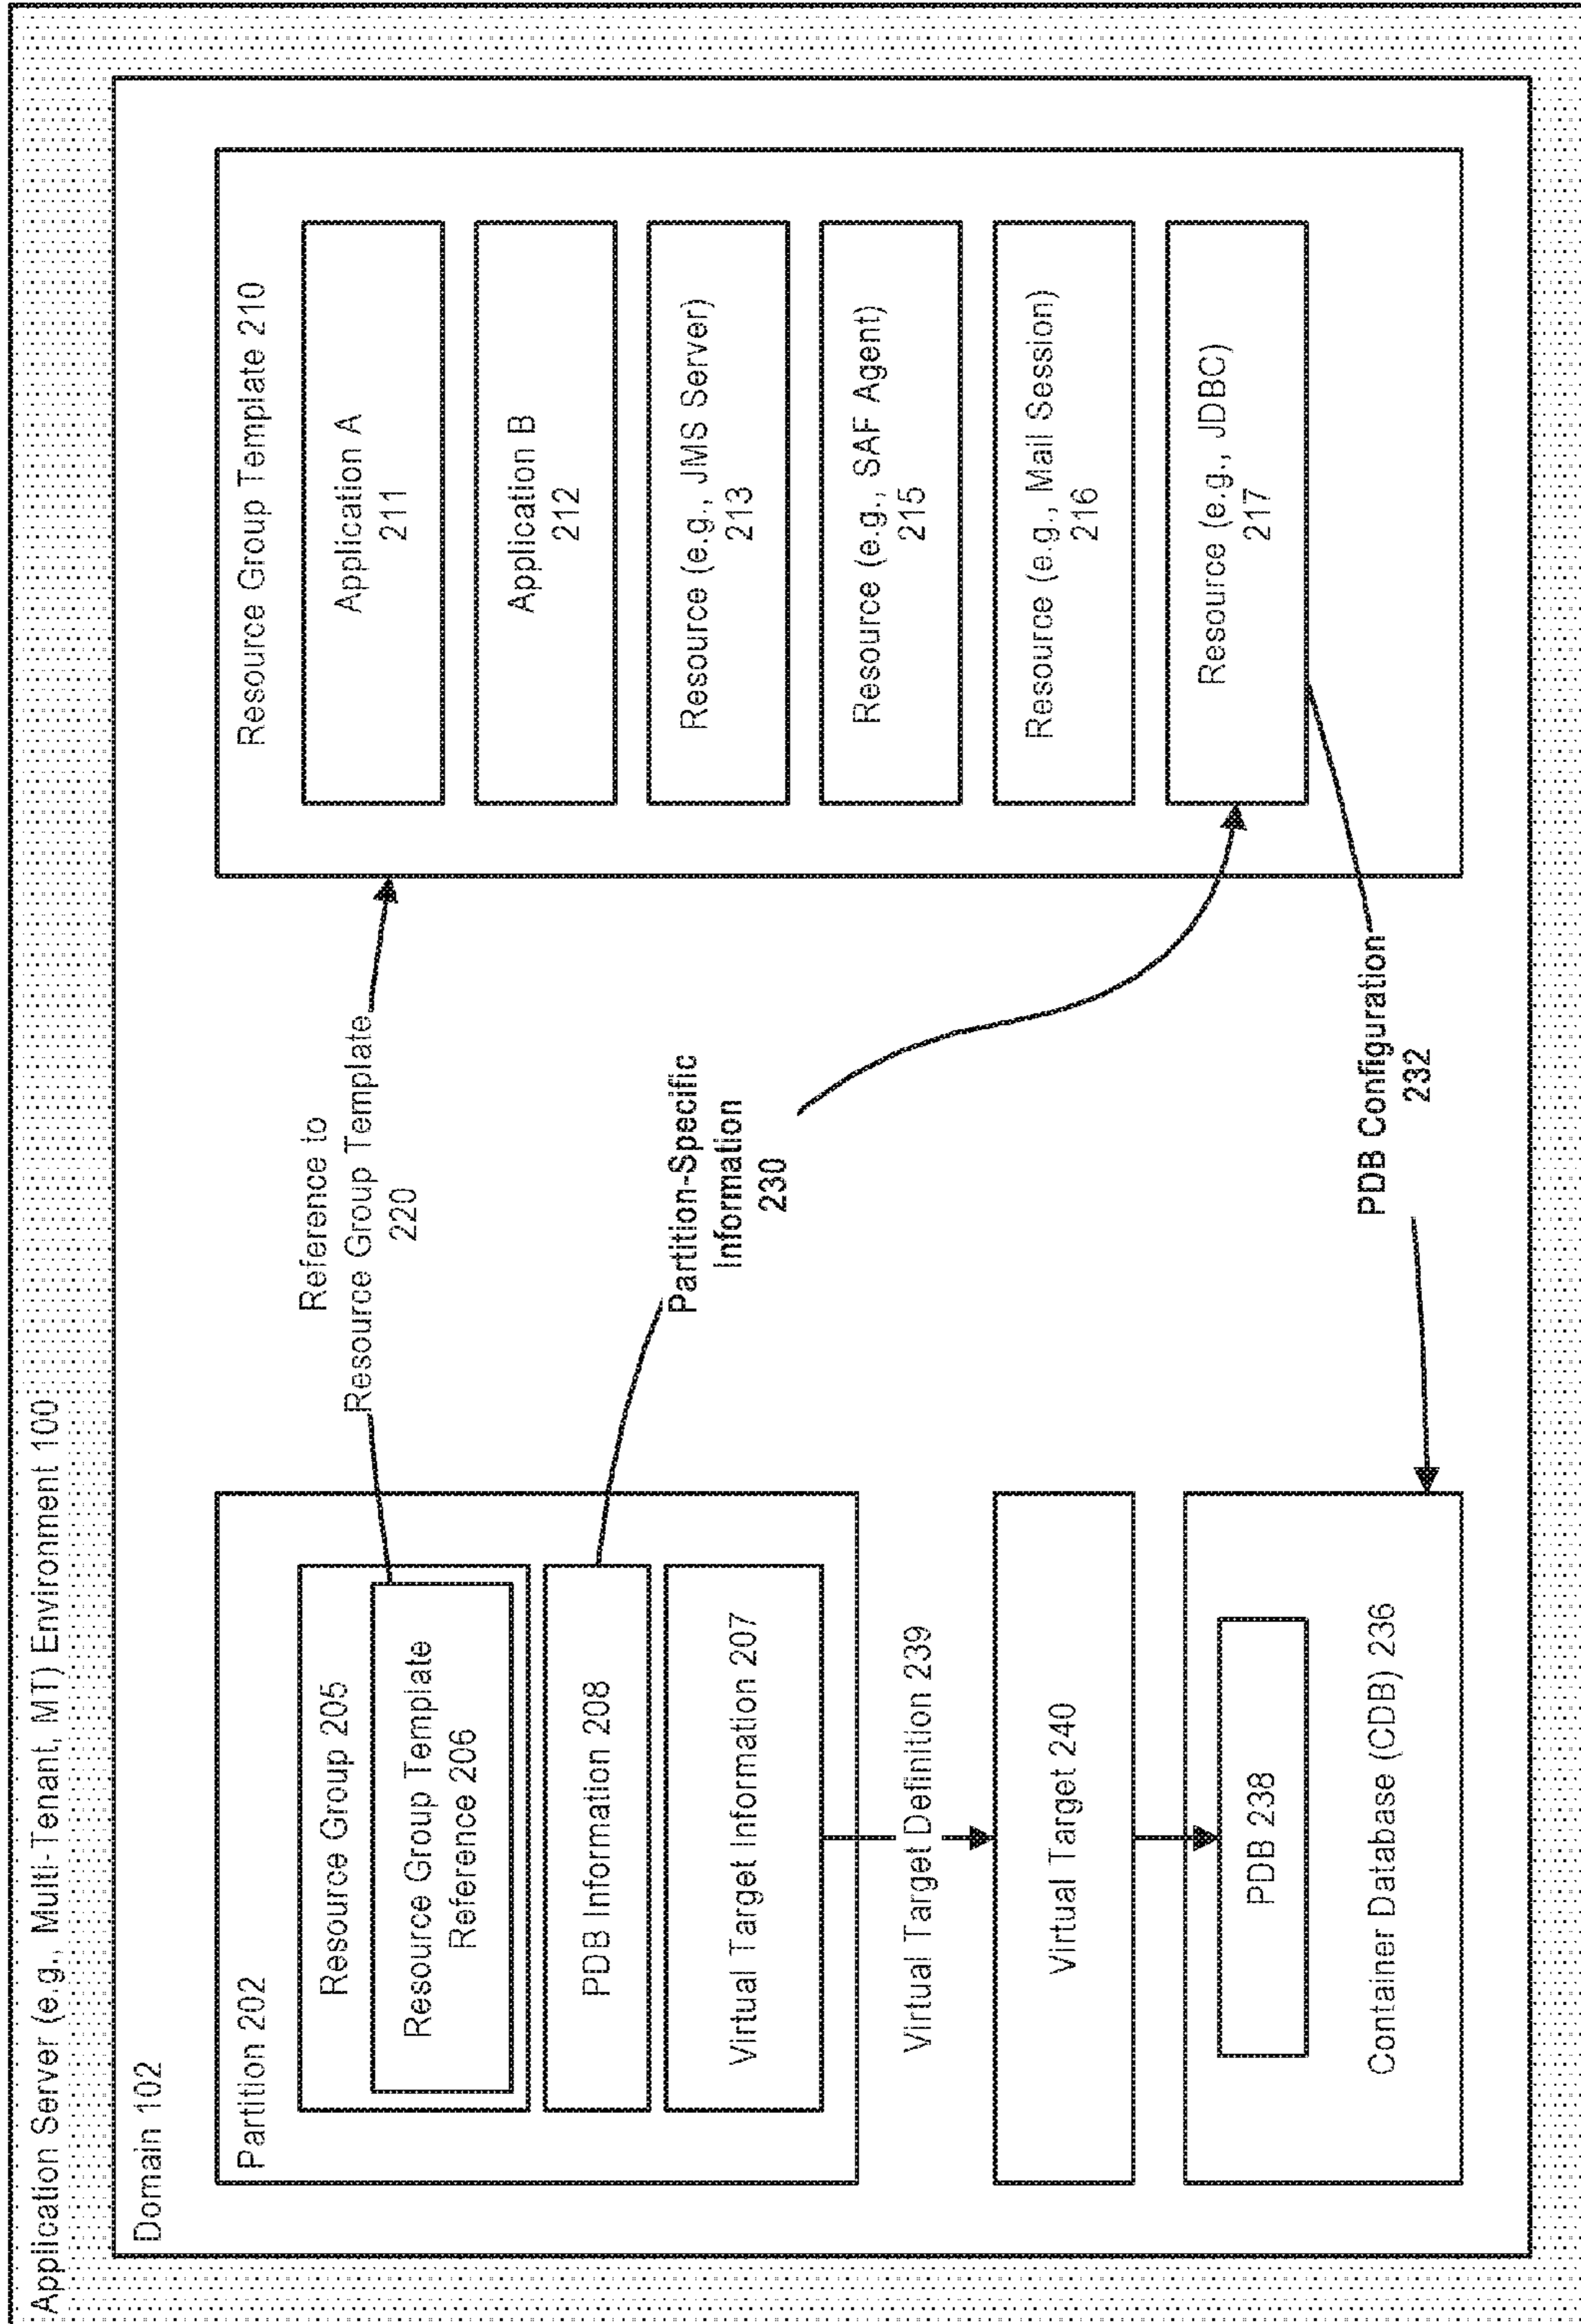 Application Server (e.g., Multi-Tenant, MT) Environment 100
Domain 102
Partition 202
Resource Group 205
Resource Group Template
Reference 206
PDB Information 208
Virtual Target Information 207
Virtual Target Definition 239
Virtual Target 240
PDB 238
Container Database (CDB) 236
Reference to
Resource Group Template
220
Partition-Specific
Information
230
PDB Configuration
232
Resource Group Template 210
Application A
211
Application B
212
Resource (e.g., JMS Server)
213
Resource (e.g., SAF Agent)
215
Resource (e.g., Mail Session)
216
Resource (e.g., JDBC)
217